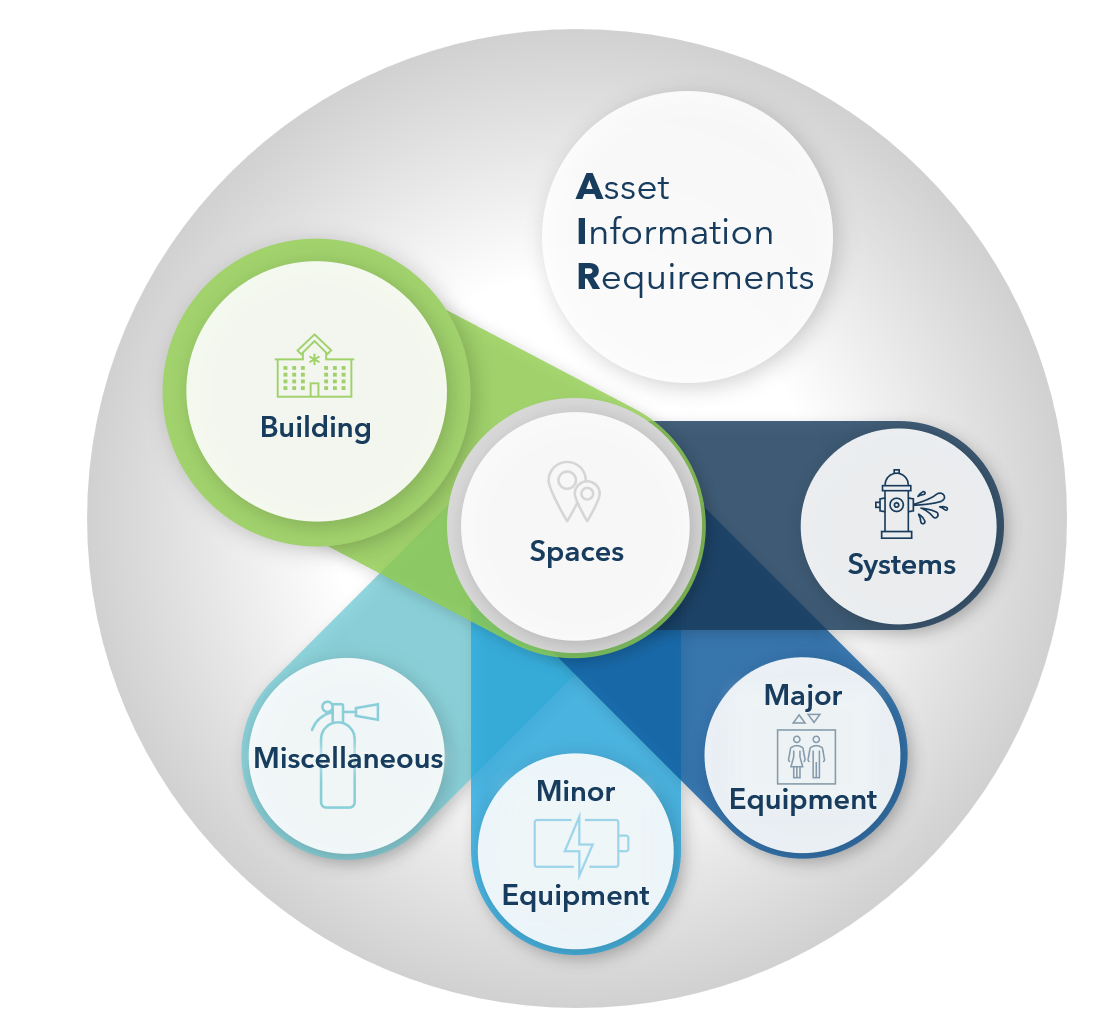 Asset
Information
Requirements
Building
Spaces
Systems
Miscellaneous
Minor
Equipment
Major
Equipment